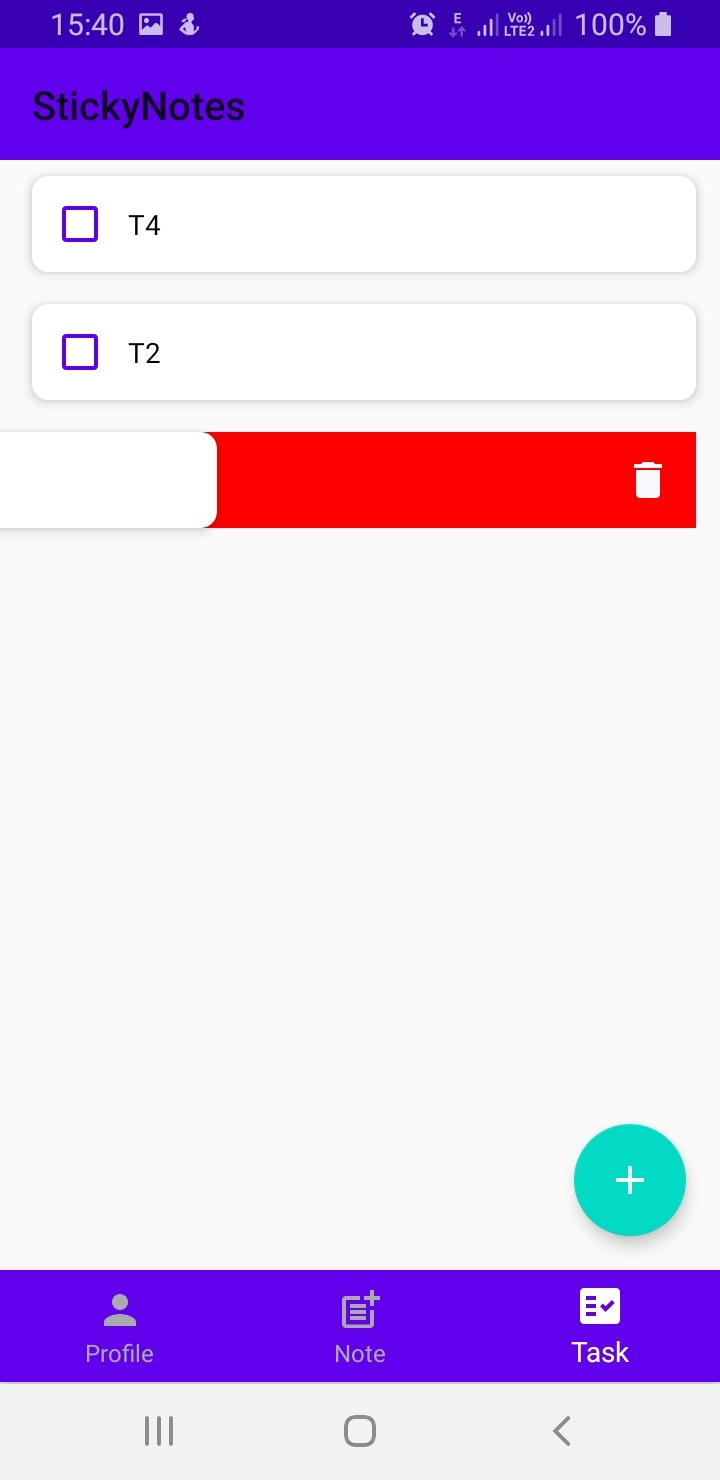 15:40
E
Vo))
LTE2
100%
StickyNotes
T4
T2
Profile
Note
Task